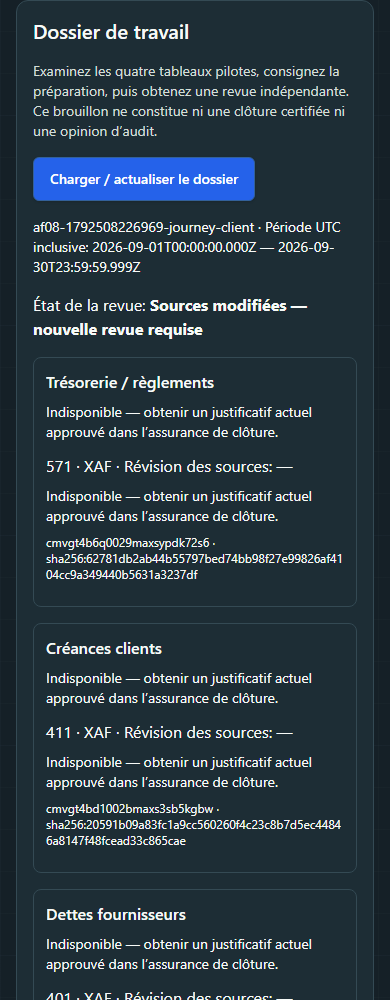 Dossier de travail
Examinez les quatre tableaux pilotes, consignez la
préparation, puis obtenez une revue indépendante.
Ce brouillon ne constitue ni une clôture certifiée ni
une opinion d’audit.
Charger / actualiser le dossier
af08-1792508226969-journey-client · Période UTC
inclusive: 2026-09-01T00:00:00.000Z — 2026-09-
30T23:59:59.999Z
État de la revue: Sources modifiées —
nouvelle revue requise
Trésorerie / règlements
Indisponible — obtenir un justificatif actuel
approuvé dans l’assurance de clôture.
571 · XAF · Révision des sources: —
Indisponible — obtenir un justificatif actuel
approuvé dans l’assurance de clôture.
cmvgt4b6q0029maxsypdk72s6 ·
sha256:62781db2ab44b55797bed74bb98f27e99826af41
04cc9a349440b5631a3237df
Créances clients
Indisponible — obtenir un justificatif actuel
approuvé dans l’assurance de clôture.
411 · XAF · Révision des sources: —
Indisponible — obtenir un justificatif actuel
approuvé dans l’assurance de clôture.
cmvgt4bd1002bmaxs3sb5kgbw ·
sha256:20591b09a83fc1a9cc560260f4c23c8b7d5ec4484
6a8147f48fcead33c865cae
Dettes fournisseurs
Indisponible — obtenir un justificatif actuel
approuvé dans l’assurance de clôture.
401 · XAF · Révision des sources: —